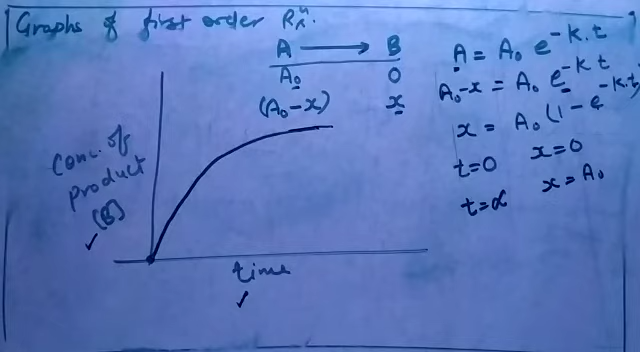 Graphs of first order Rxⁿ.
A ⟶ B
A₀ 0
(A₀-x) x
Conc. of
product
(B)
time
A = A₀ e^-k.t
A₀-x = A₀ e^-kt
x = A₀ (1 - e^-k.t)
t=0 x=0
t=∝ x=A₀